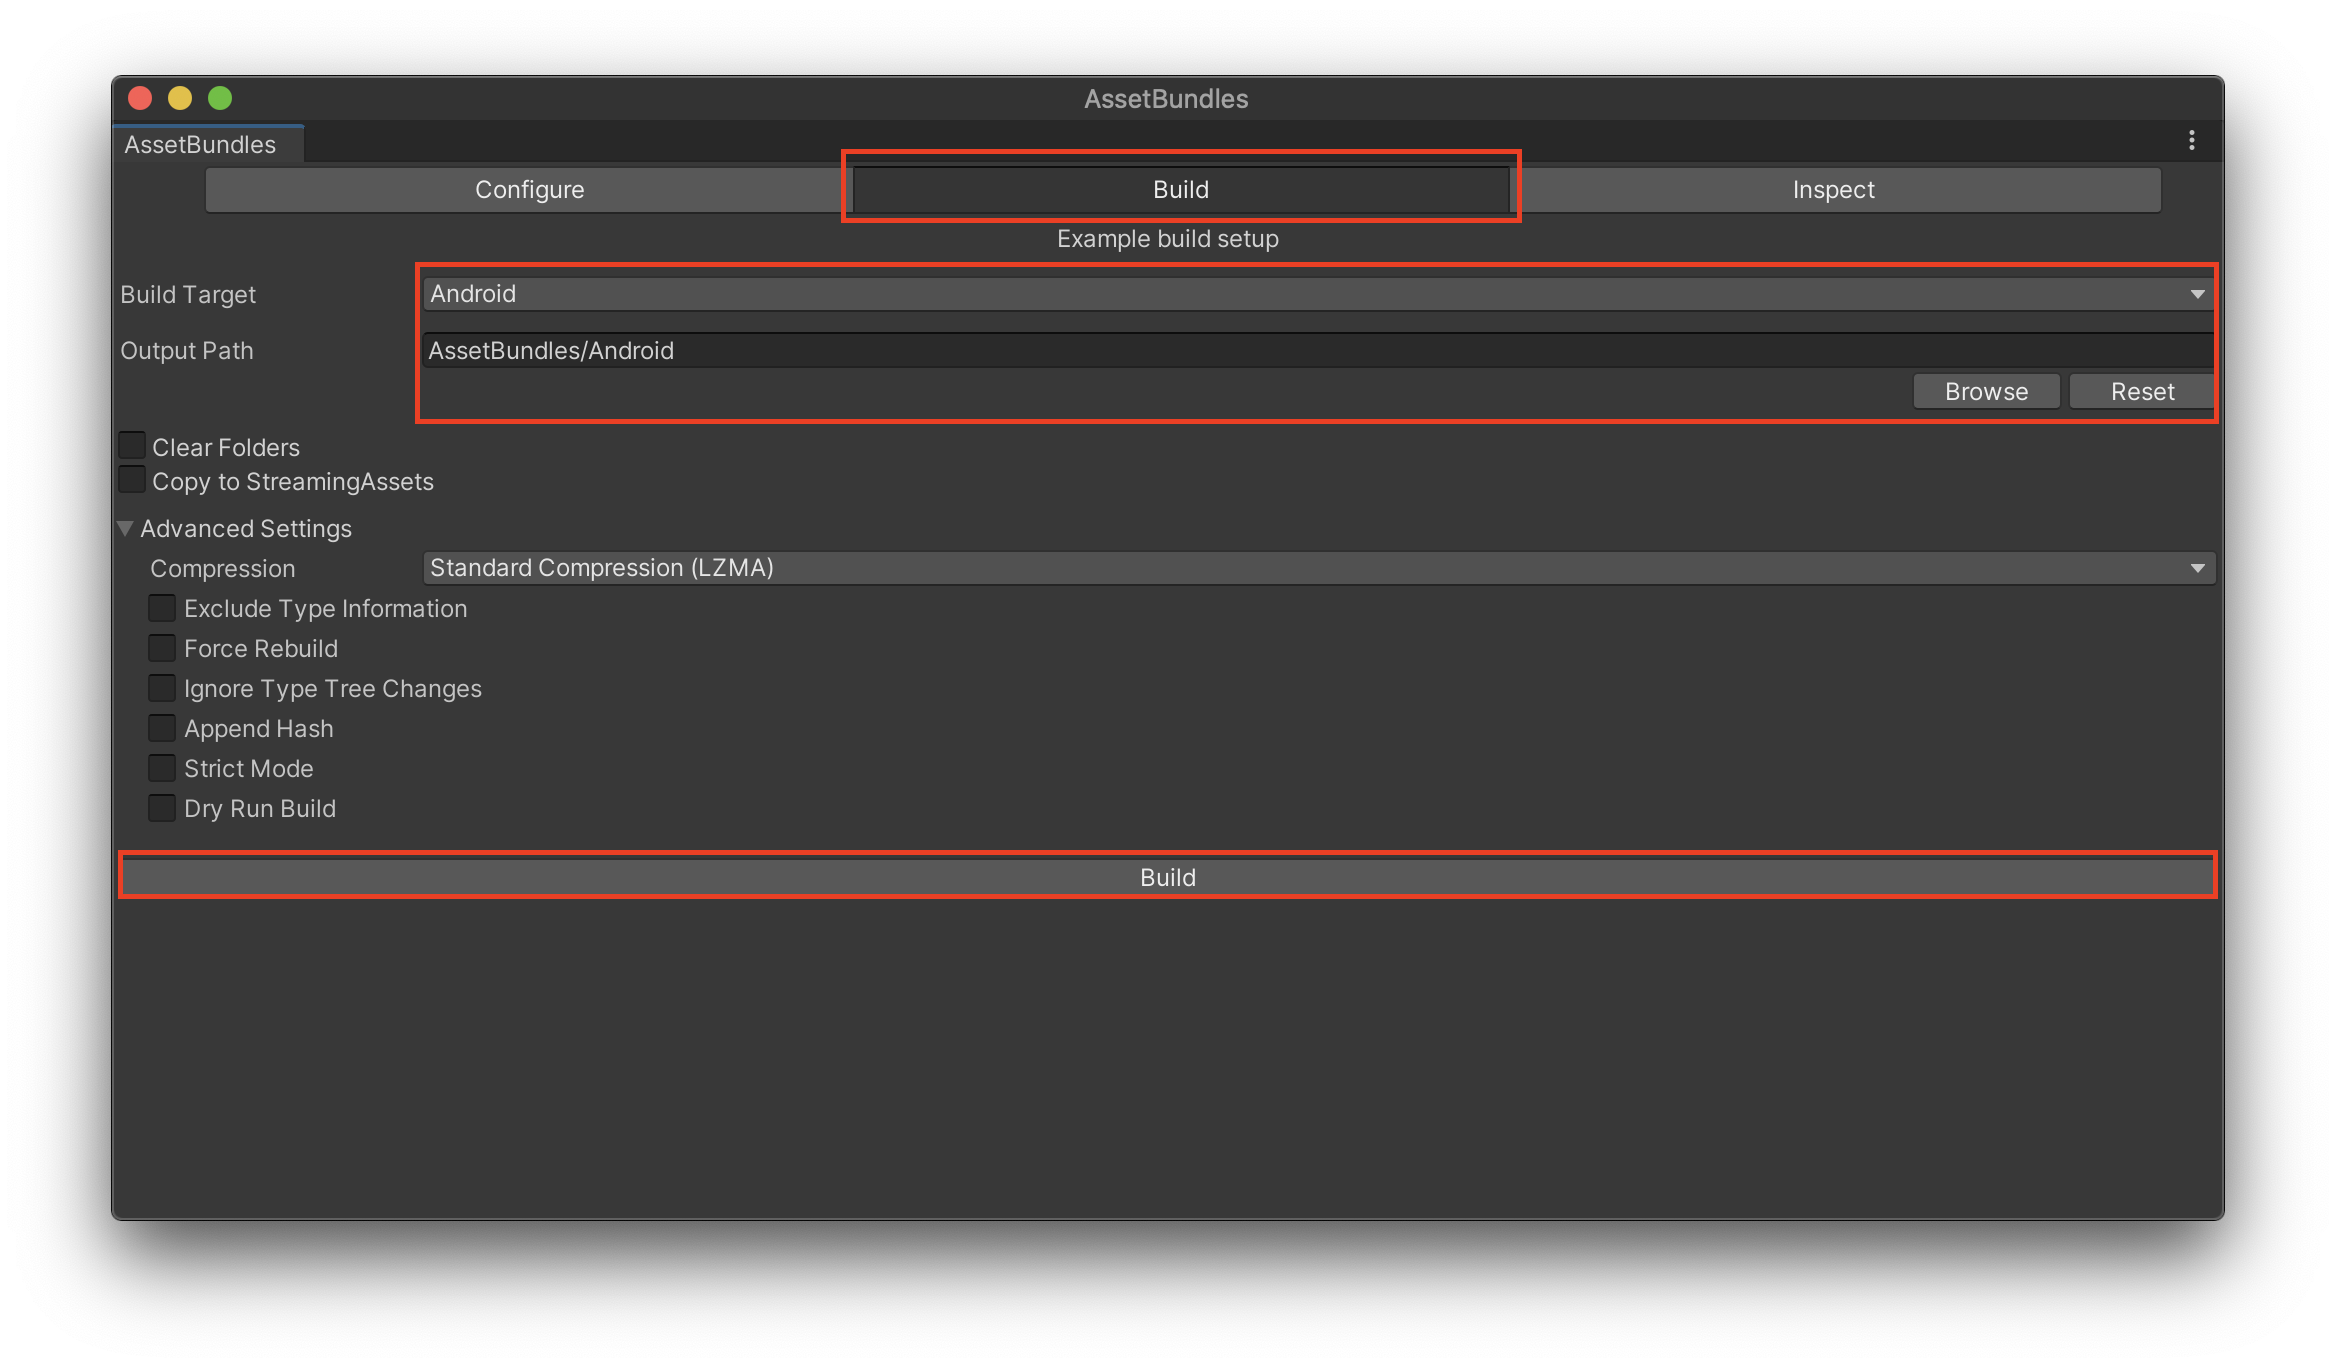 AssetBundles
AssetBundles
Configure Build Inspect
Example build setup
Build Target Android
Output Path AssetBundles/Android
Browse Reset
Clear Folders
Copy to StreamingAssets
Advanced Settings
Compression Standard Compression (LZMA)
Exclude Type Information
Force Rebuild
Ignore Type Tree Changes
Append Hash
Strict Mode
Dry Run Build
Build